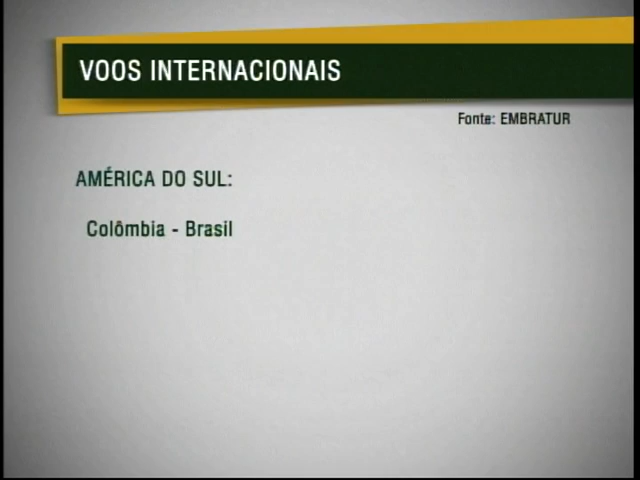 VOOS INTERNACIONAIS
Fonte: EMBRATUR
AMÉRICA DO SUL:
Colômbia - Brasil